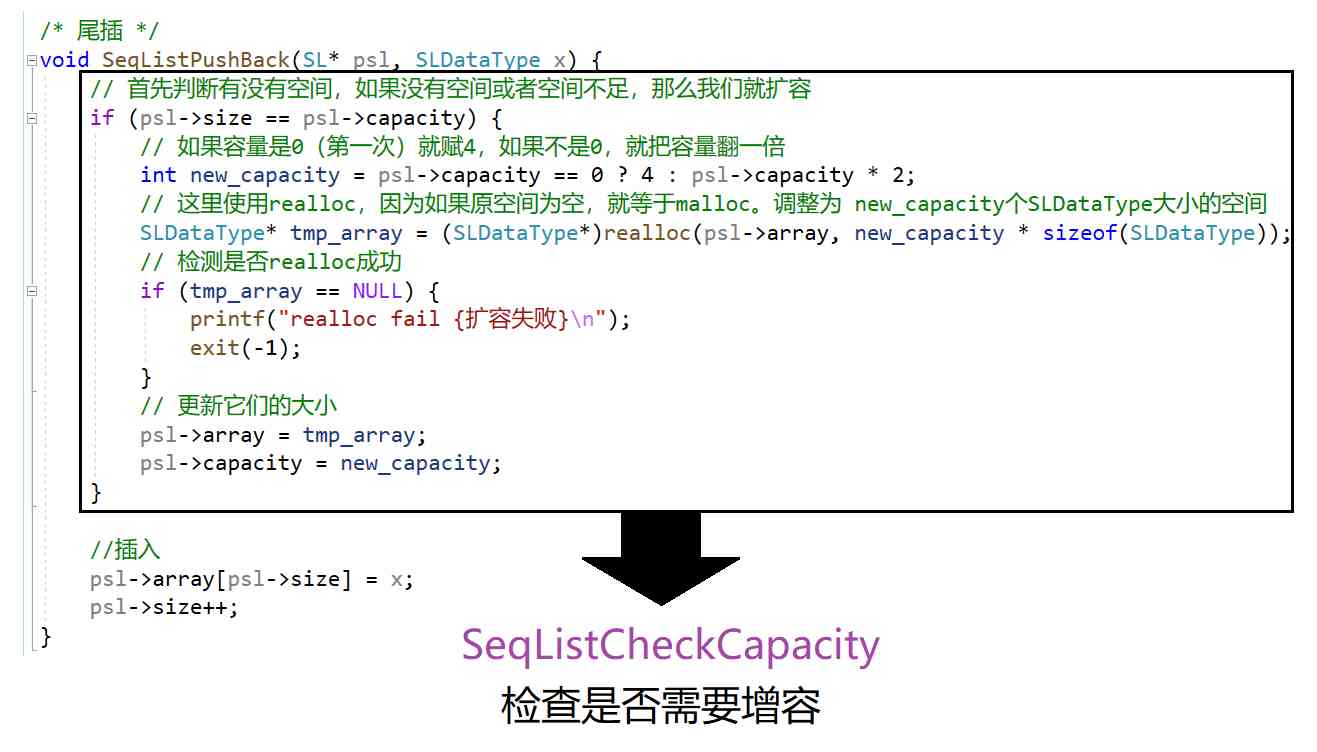 /* 尾插 */
void SeqListPushBack(SL* psl, SLDataType x) {
// 首先判断有没有空间，如果没有空间或者空间不足，那么我们就扩容
if (psl->size == psl->capacity) {
// 如果容量是0（第一次）就赋4，如果不是0，就把容量翻一倍
int new_capacity = psl->capacity == 0 ? 4 : psl->capacity * 2;
// 这里使用realloc，因为如果原空间为空，就等于malloc。调整为 new_capacity个SLDataType大小的空间
SLDataType* tmp_array = (SLDataType*)realloc(psl->array, new_capacity * sizeof(SLDataType));
// 检测是否realloc成功
if (tmp_array == NULL) {
printf("realloc fail {扩容失败}\n");
exit(-1);
}
// 更新它们的大小
psl->array = tmp_array;
psl->capacity = new_capacity;
}
//插入
psl->array[psl->size] = x;
psl->size++;
}
SeqListCheckCapacity
检查是否需要增容